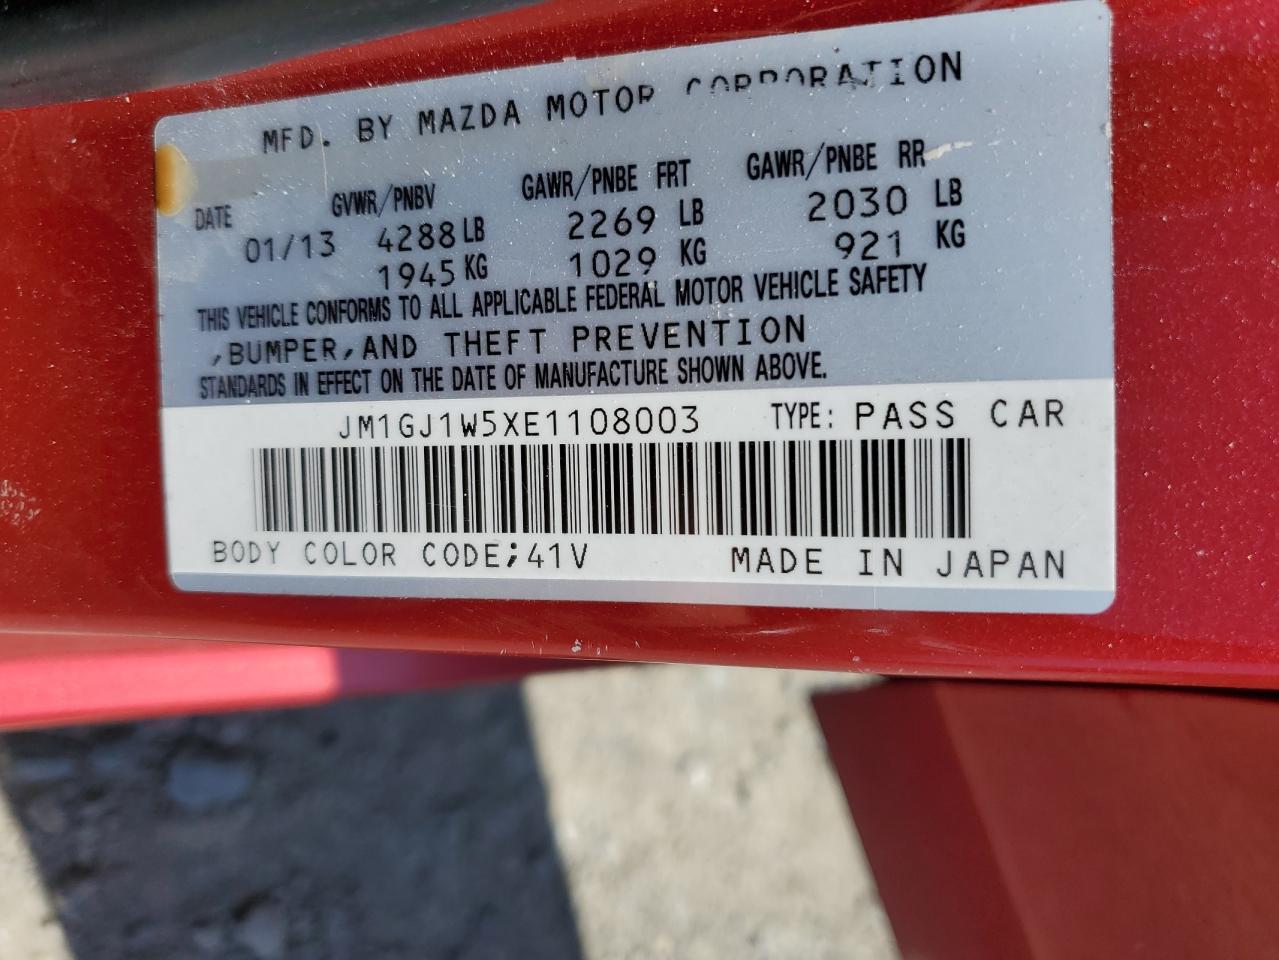 MFD. BY MAZDA MOTOR CORPORATION
DATE GVWR/PNBV GAWR/PNBE FRT GAWR/PNBE RR
01/13 4288 LB 2269 LB 2030 LB
1945 KG 1029 KG 921 KG
THIS VEHICLE CONFORMS TO ALL APPLICABLE FEDERAL MOTOR VEHICLE SAFETY
,BUMPER,AND THEFT PREVENTION
STANDARDS IN EFFECT ON THE DATE OF MANUFACTURE SHOWN ABOVE.
JM1GJ1W5XE1108003 TYPE: PASS CAR
BODY COLOR CODE;41V MADE IN JAPAN